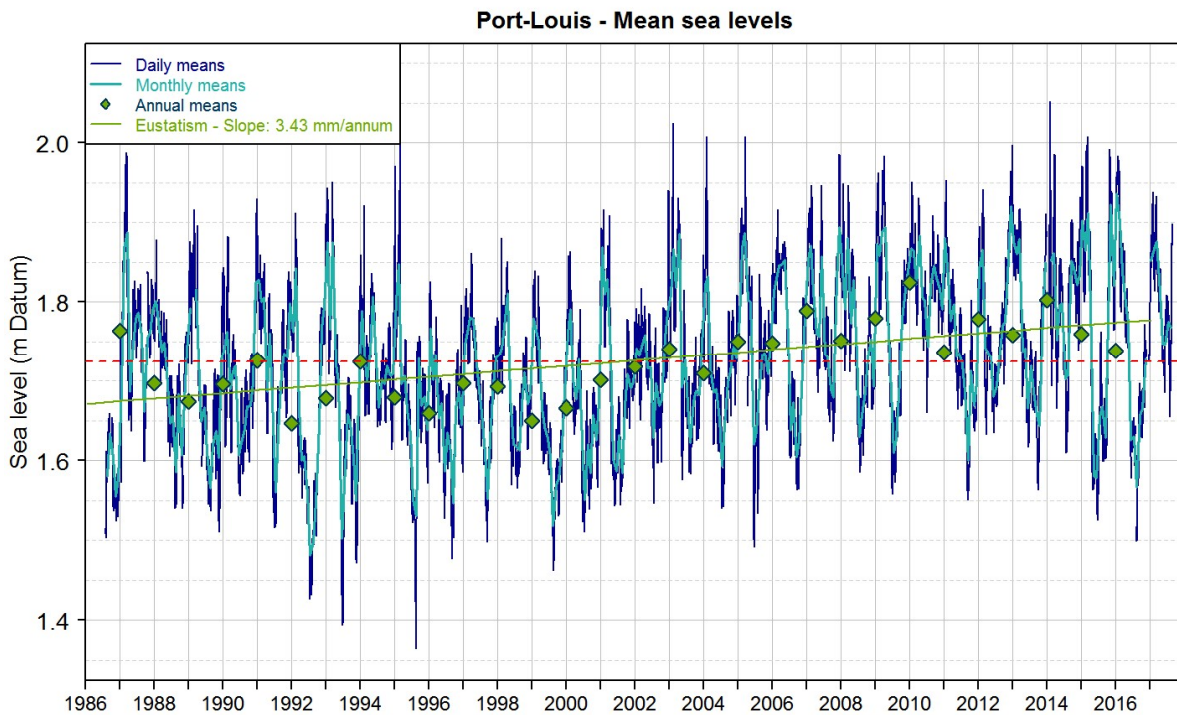 Port-Louis - Mean sea levels
Daily means
Monthly means
Annual means
Eustatism - Slope: 3.43 mm/annum
Sea level (m Datum)
2.0
1.8
1.6
1.4
1986 1988 1990 1992 1994 1996 1998 2000 2002 2004 2006 2008 2010 2012 2014 2016